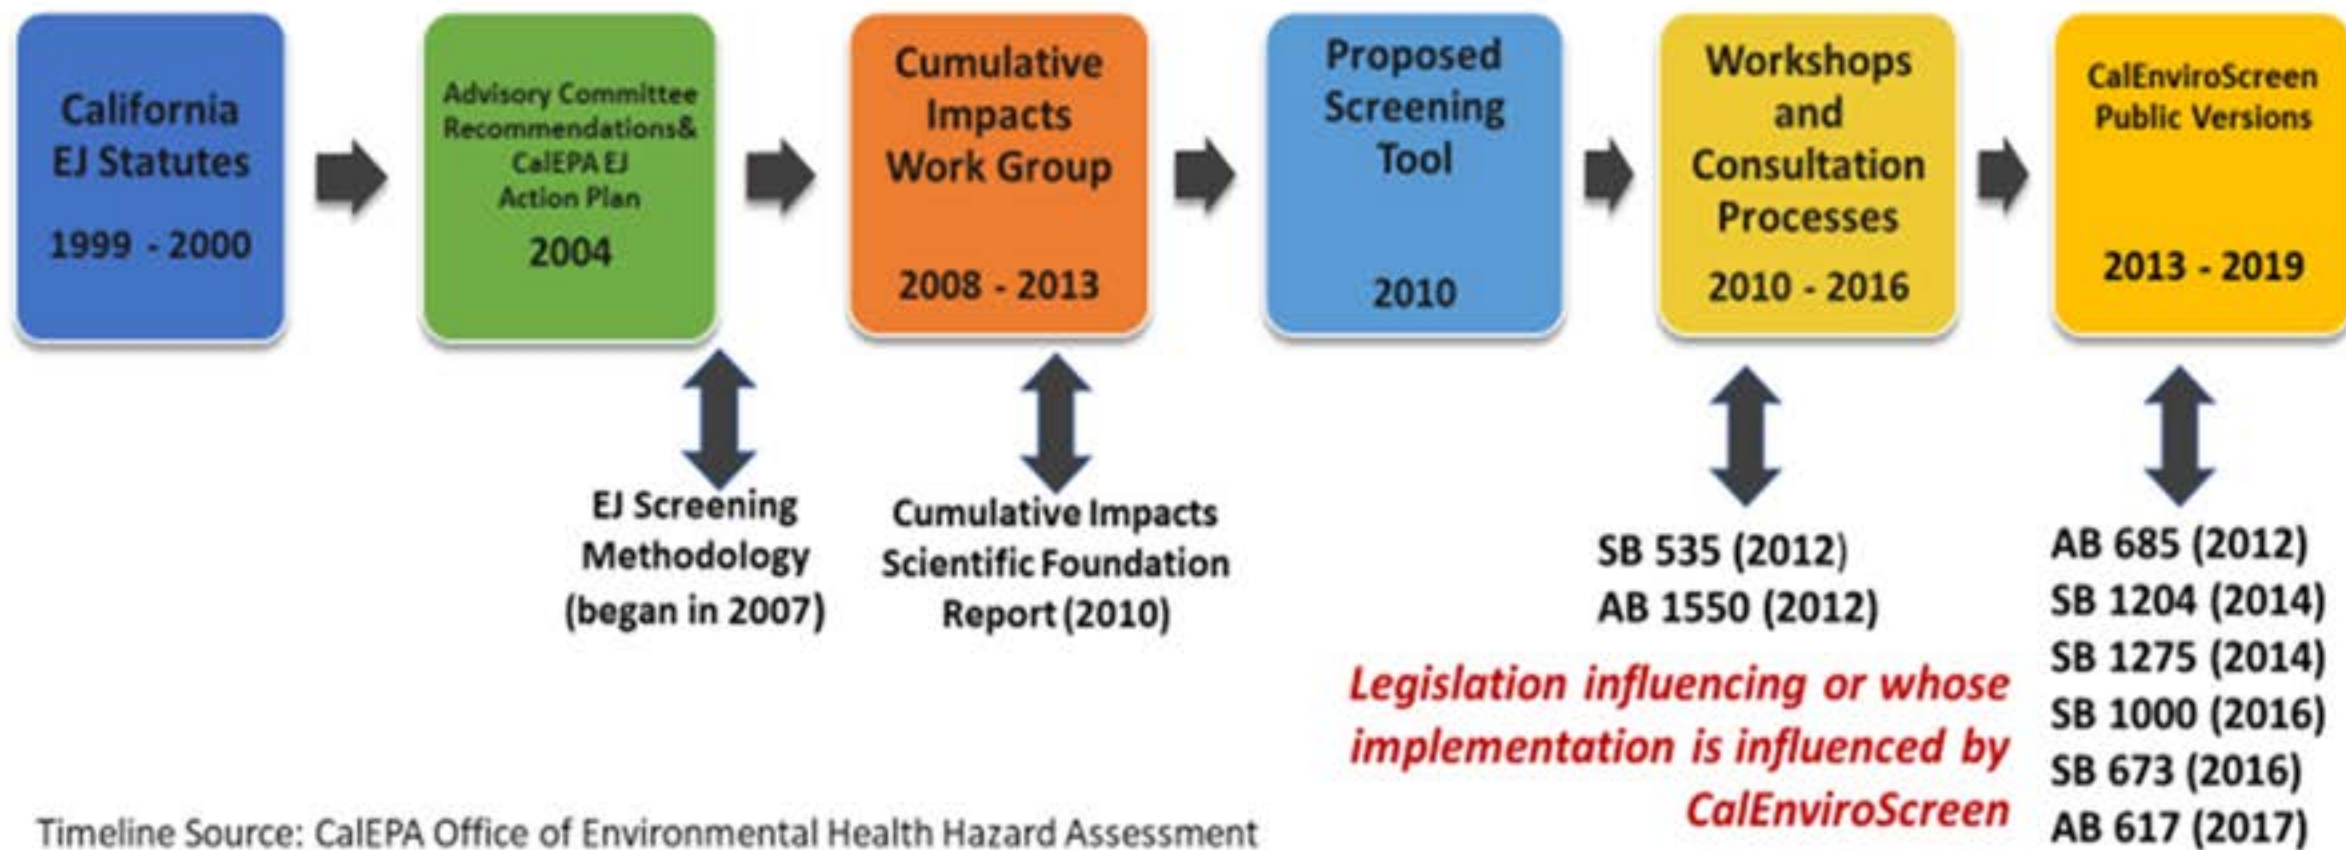 California
EJ Statutes
1999 - 2000
Advisory Committee
Recommendations&
CalEPA EJ
Action Plan
2004
Cumulative
Impacts
Work Group
2008 - 2013
Proposed
Screening
Tool
2010
Workshops
and
Consultation
Processes
2010 - 2016
CalEnviroScreen
Public Versions
2013 - 2019
EJ Screening
Methodology
(began in 2007)
Cumulative Impacts
Scientific Foundation
Report (2010)
SB 535 (2012)
AB 1550 (2012)
Legislation influencing or whose
implementation is influenced by
CalEnviroScreen
AB 685 (2012)
SB 1204 (2014)
SB 1275 (2014)
SB 1000 (2016)
SB 673 (2016)
AB 617 (2017)
Timeline Source: CalEPA Office of Environmental Health Hazard Assessment